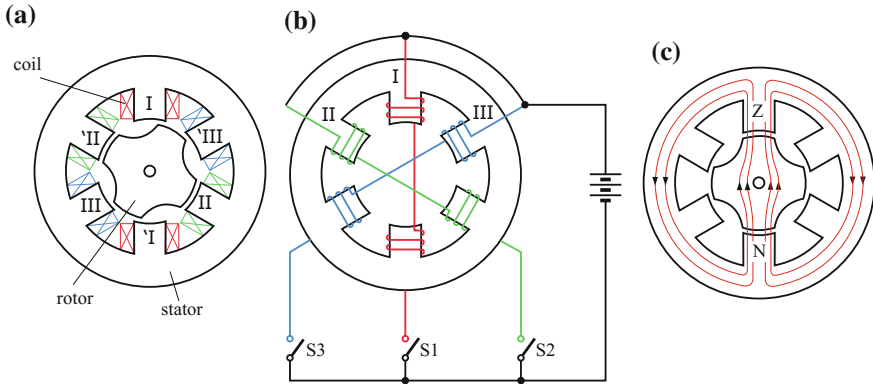 (a)
coil
I
'II
'III
III
II
'I
rotor
stator
(b)
I
II
III
S3
S1
S2
(c)
Z
N